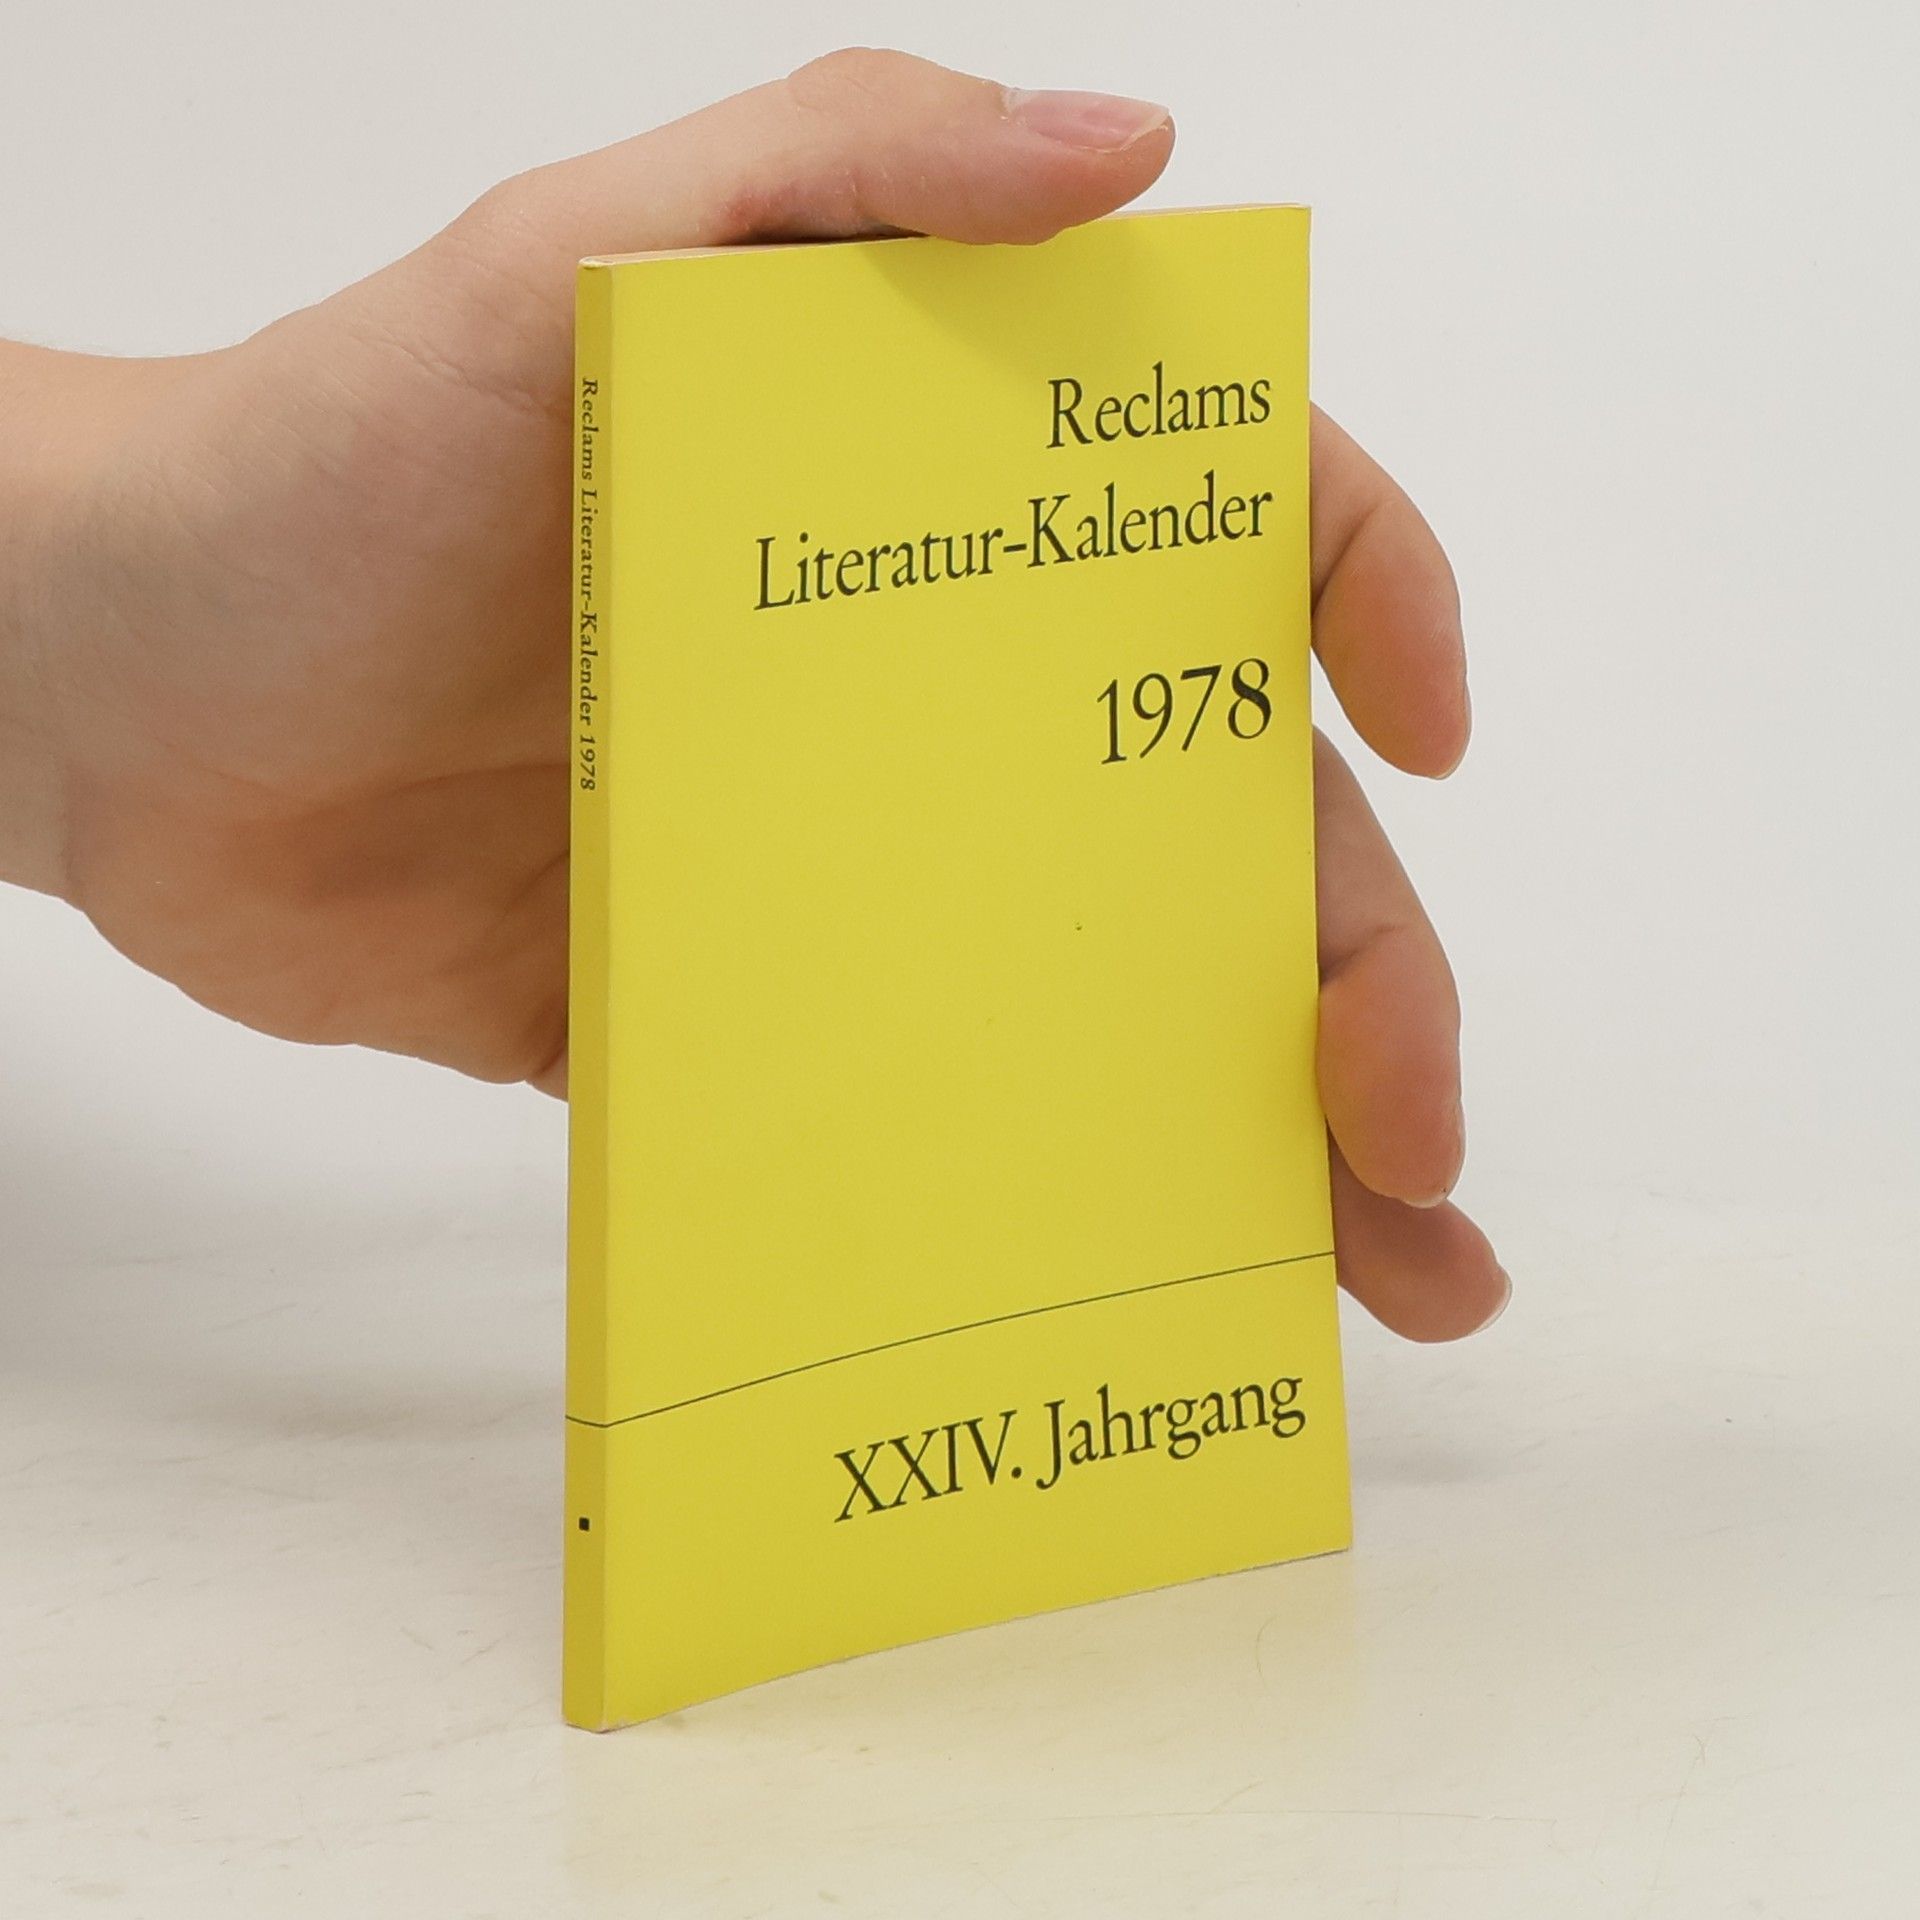 Reclams
Literatur-Kalender
1978
XXIV. Jahrgang
Reclams Literatur-Kalender 1978